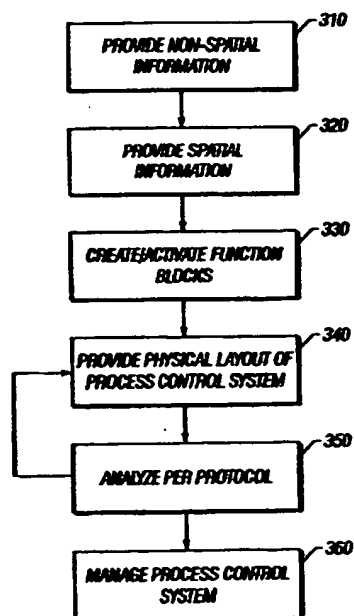 310
PROVIDE NON-SPATIAL
INFORMATION
320
PROVIDE SPATIAL
INFORMATION
330
CREATE/ACTIVATE FUNCTION
BLOCKS
340
PROVIDE PHYSICAL LAYOUT OF
PROCESS CONTROL SYSTEM
350
ANALYZE PER PROTOCOL
360
MANAGE PROCESS CONTROL
SYSTEM